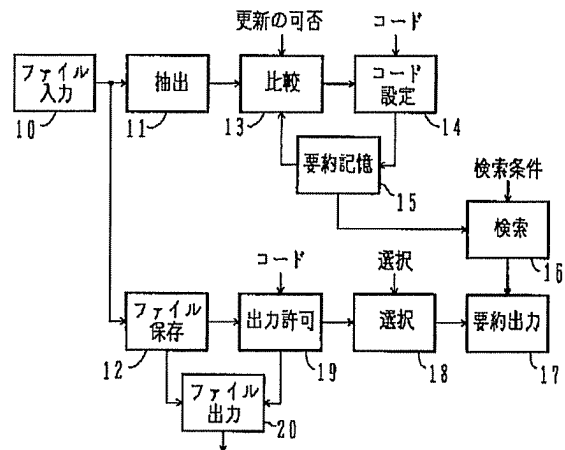 更新の可否
コード
ファイル
入力
10
抽出
11
比較
13
コード
設定
14
要約記憶
15
検索条件
検索
16
コード
選択
ファイル
保存
12
出力許可
19
選択
18
要約出力
17
ファイル
出力
20